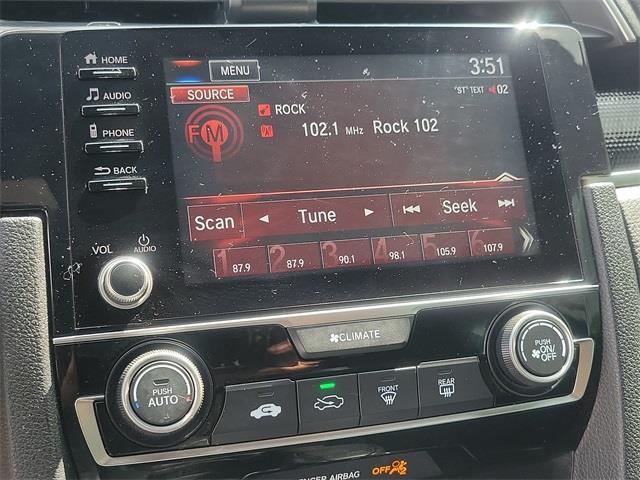 HOME
MENU
3:51
AUDIO
SOURCE
"ST" TEXT 02
ROCK
FM
102.1 MHz Rock 102
PHONE
BACK
Scan Tune Seek
VOL AUDIO
1 87.9 2 87.9 3 90.1 4 98.1 5 105.9 6 107.9
CLIMATE
PUSH AUTO
FRONT
REAR
PUSH ON/OFF
ENGER AIRBAG OFF